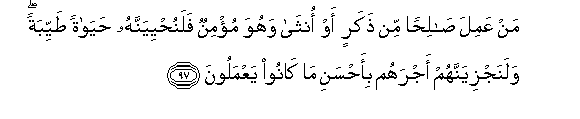 مَنْ عَمِلَ صَـٰلِحًا مِّن ذَكَرٍ أَوْ أُنثَىٰ وَهُوَ مُؤْمِنٌ فَلَنُحْيِيَنَّهُۥ حَيَوٰةً طَيِّبَةً ۖ
وَلَنَجْزِيَنَّهُمْ أَجْرَهُم بِأَحْسَنِ مَا كَانُوا۟ يَعْمَلُونَ ﴿٩٧﴾